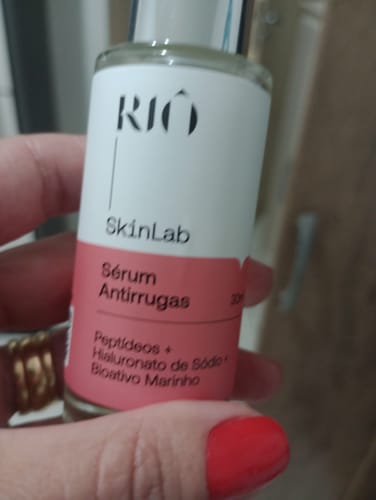 RIÔ
SkinLab
Sérum
Antirrugas
Peptídeos +
Hialuronato de Sódio +
Bioativo Marinho